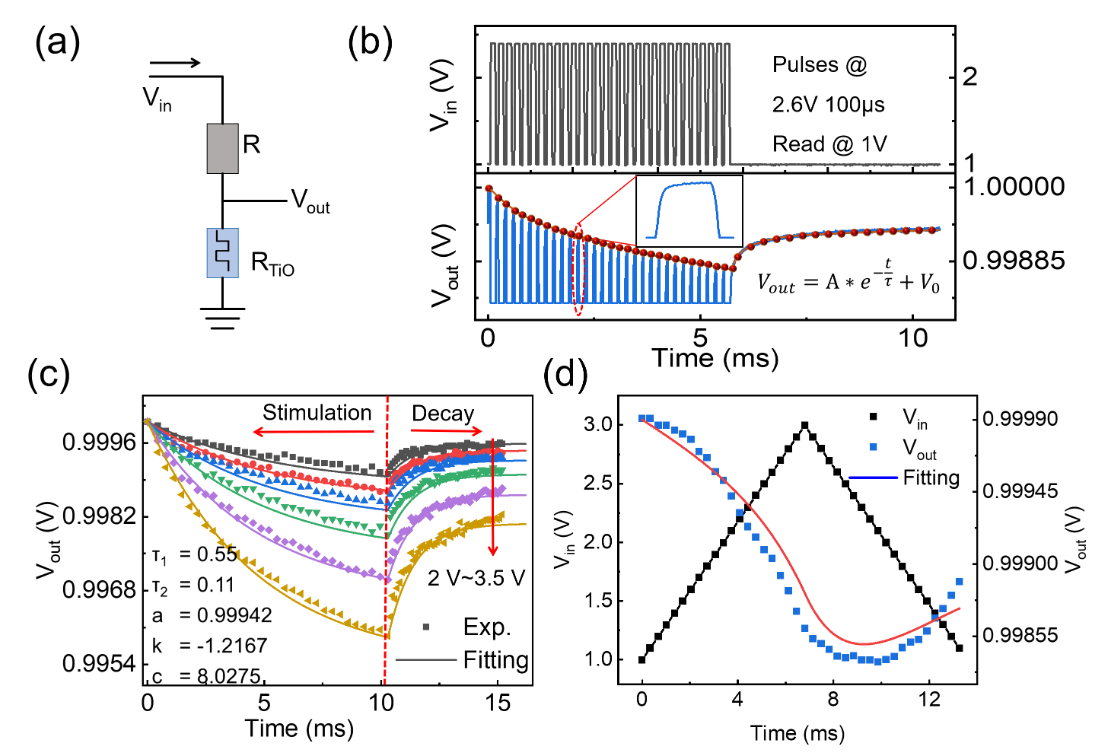 (a)
V_in
R
V_out
R_TiO
(b)
V_in (V)
2
1
Pulses @
2.6V 100μs
Read @ 1V
V_out (V)
1.00000
0.99885
V_out = A * e^{-t/τ} + V_0
0
5
10
Time (ms)
(c)
Stimulation
Decay
V_out (V)
0.9996
0.9982
0.9968
0.9954
τ_1 = 0.55
τ_2 = 0.11
a = 0.99942
k = -1.2167
c = 8.0275
2 V~3.5 V
Exp.
Fitting
0
5
10
15
Time (ms)
(d)
V_in (V)
3.0
2.5
2.0
1.5
1.0
V_in
V_out
Fitting
0.99990
0.99945
0.99900
0.99855
V_out (V)
0
4
8
12
Time (ms)